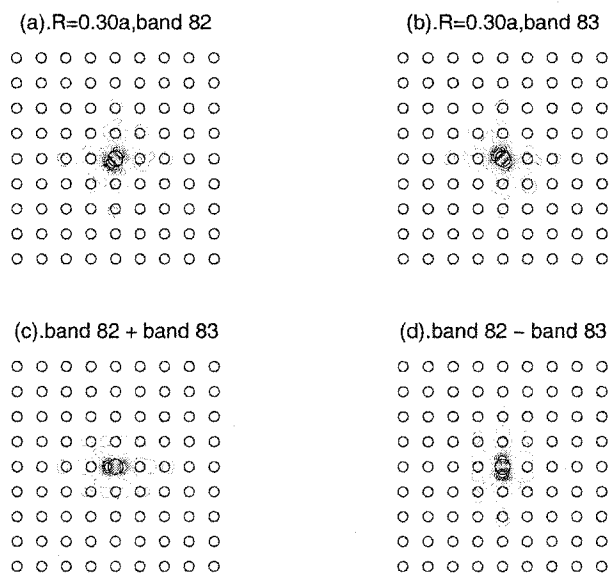 (a).R=0.30a,band 82
(b).R=0.30a,band 83
(c).band 82 + band 83
(d).band 82 − band 83